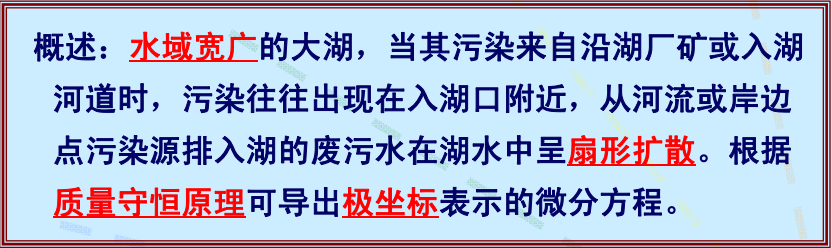 概述：水域宽广的大湖，当其污染来自沿湖厂矿或入湖
河道时，污染往往出现在入湖口附近，从河流或岸边
点污染源排入湖的废污水在湖水中呈扇形扩散。根据
质量守恒原理可导出极坐标表示的微分方程。